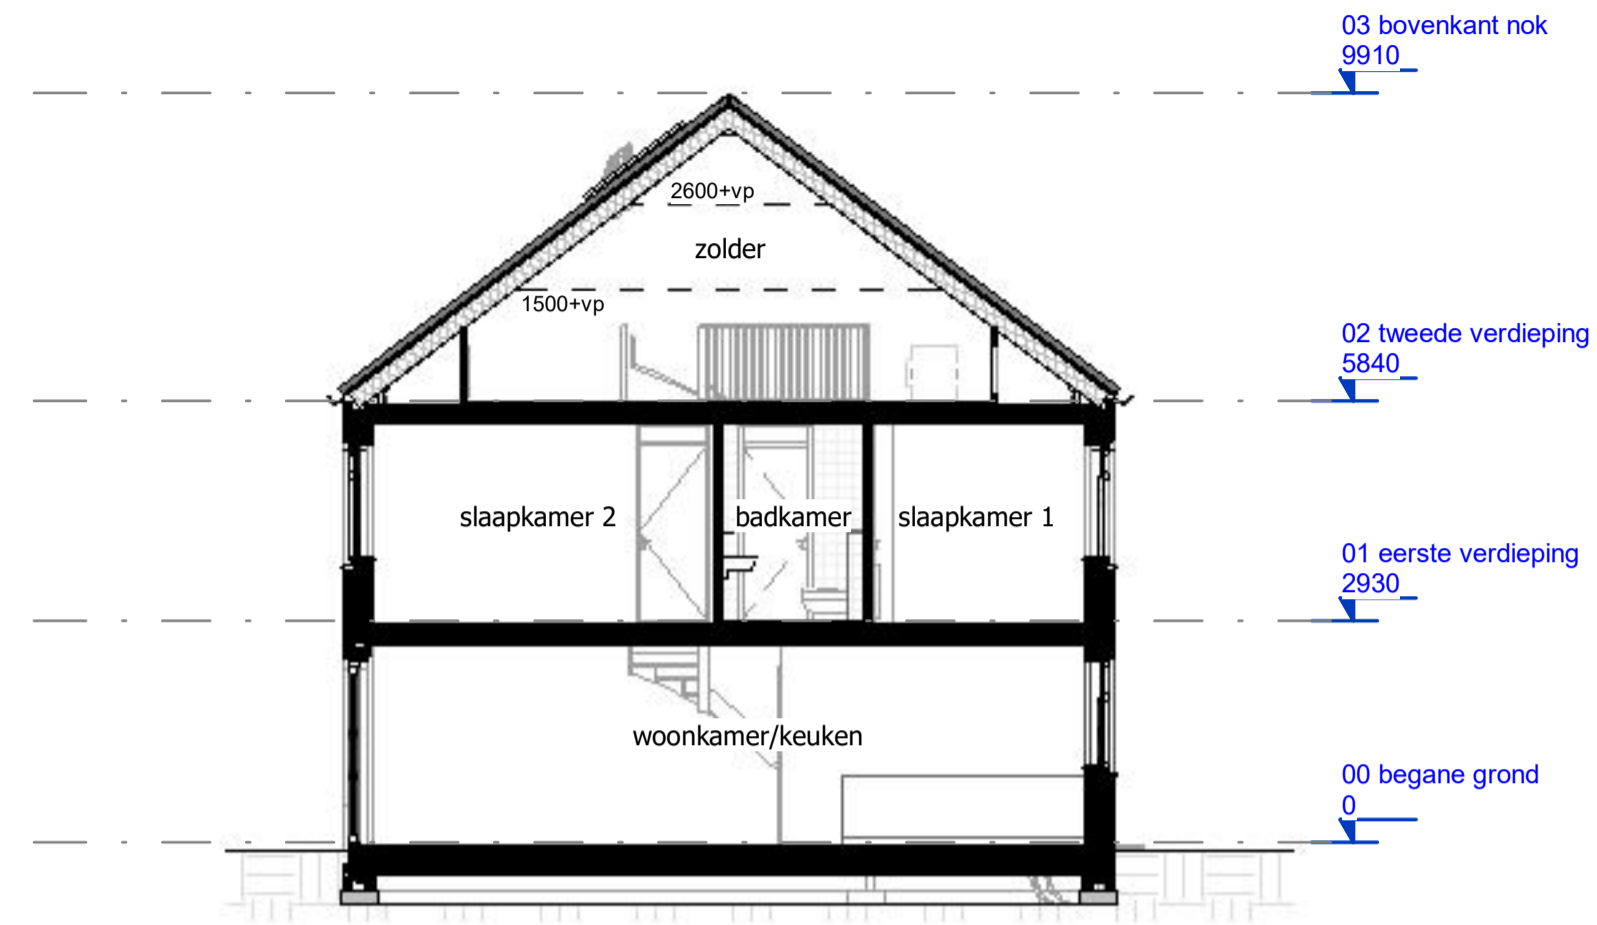 03 bovenkant nok
9910
2600+vp
zolder
1500+vp
02 tweede verdieping
5840
slaapkamer 2
badkamer
slaapkamer 1
01 eerste verdieping
2930
woonkamer/keuken
00 begane grond
0